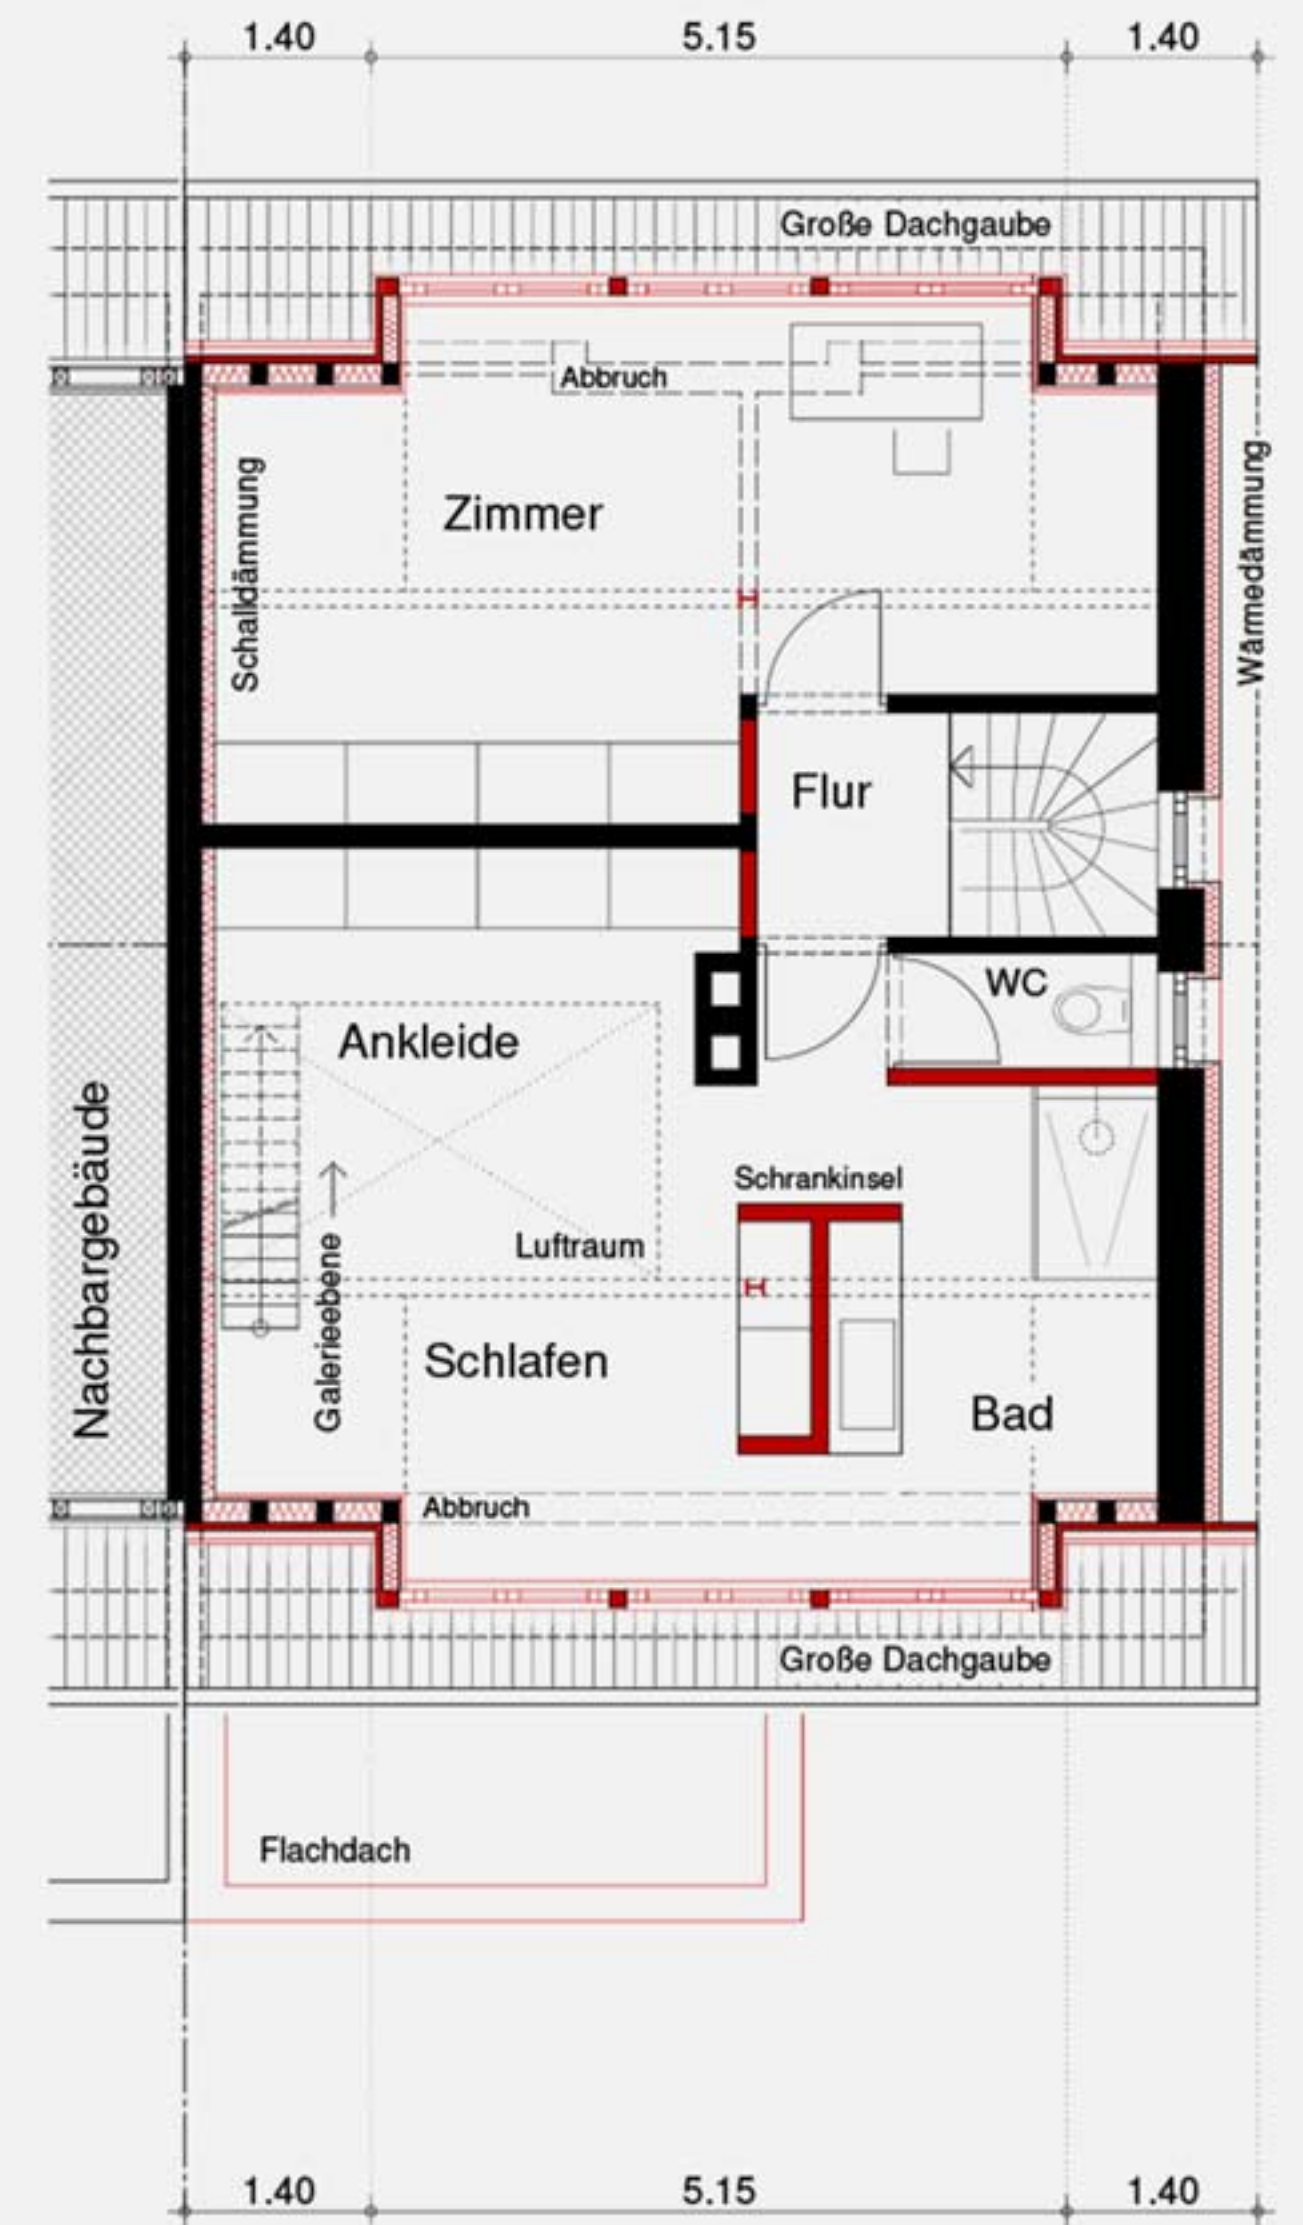 1.40 5.15 1.40
Große Dachgaube
Abbruch
Zimmer
Schalldämmung
Wärmedämmung
Flur
WC
Ankleide
Nachbargebäude
Schrankinsel
Luftraum
Galerieebene
Schlafen
Bad
Abbruch
Große Dachgaube
Flachdach
1.40 5.15 1.40